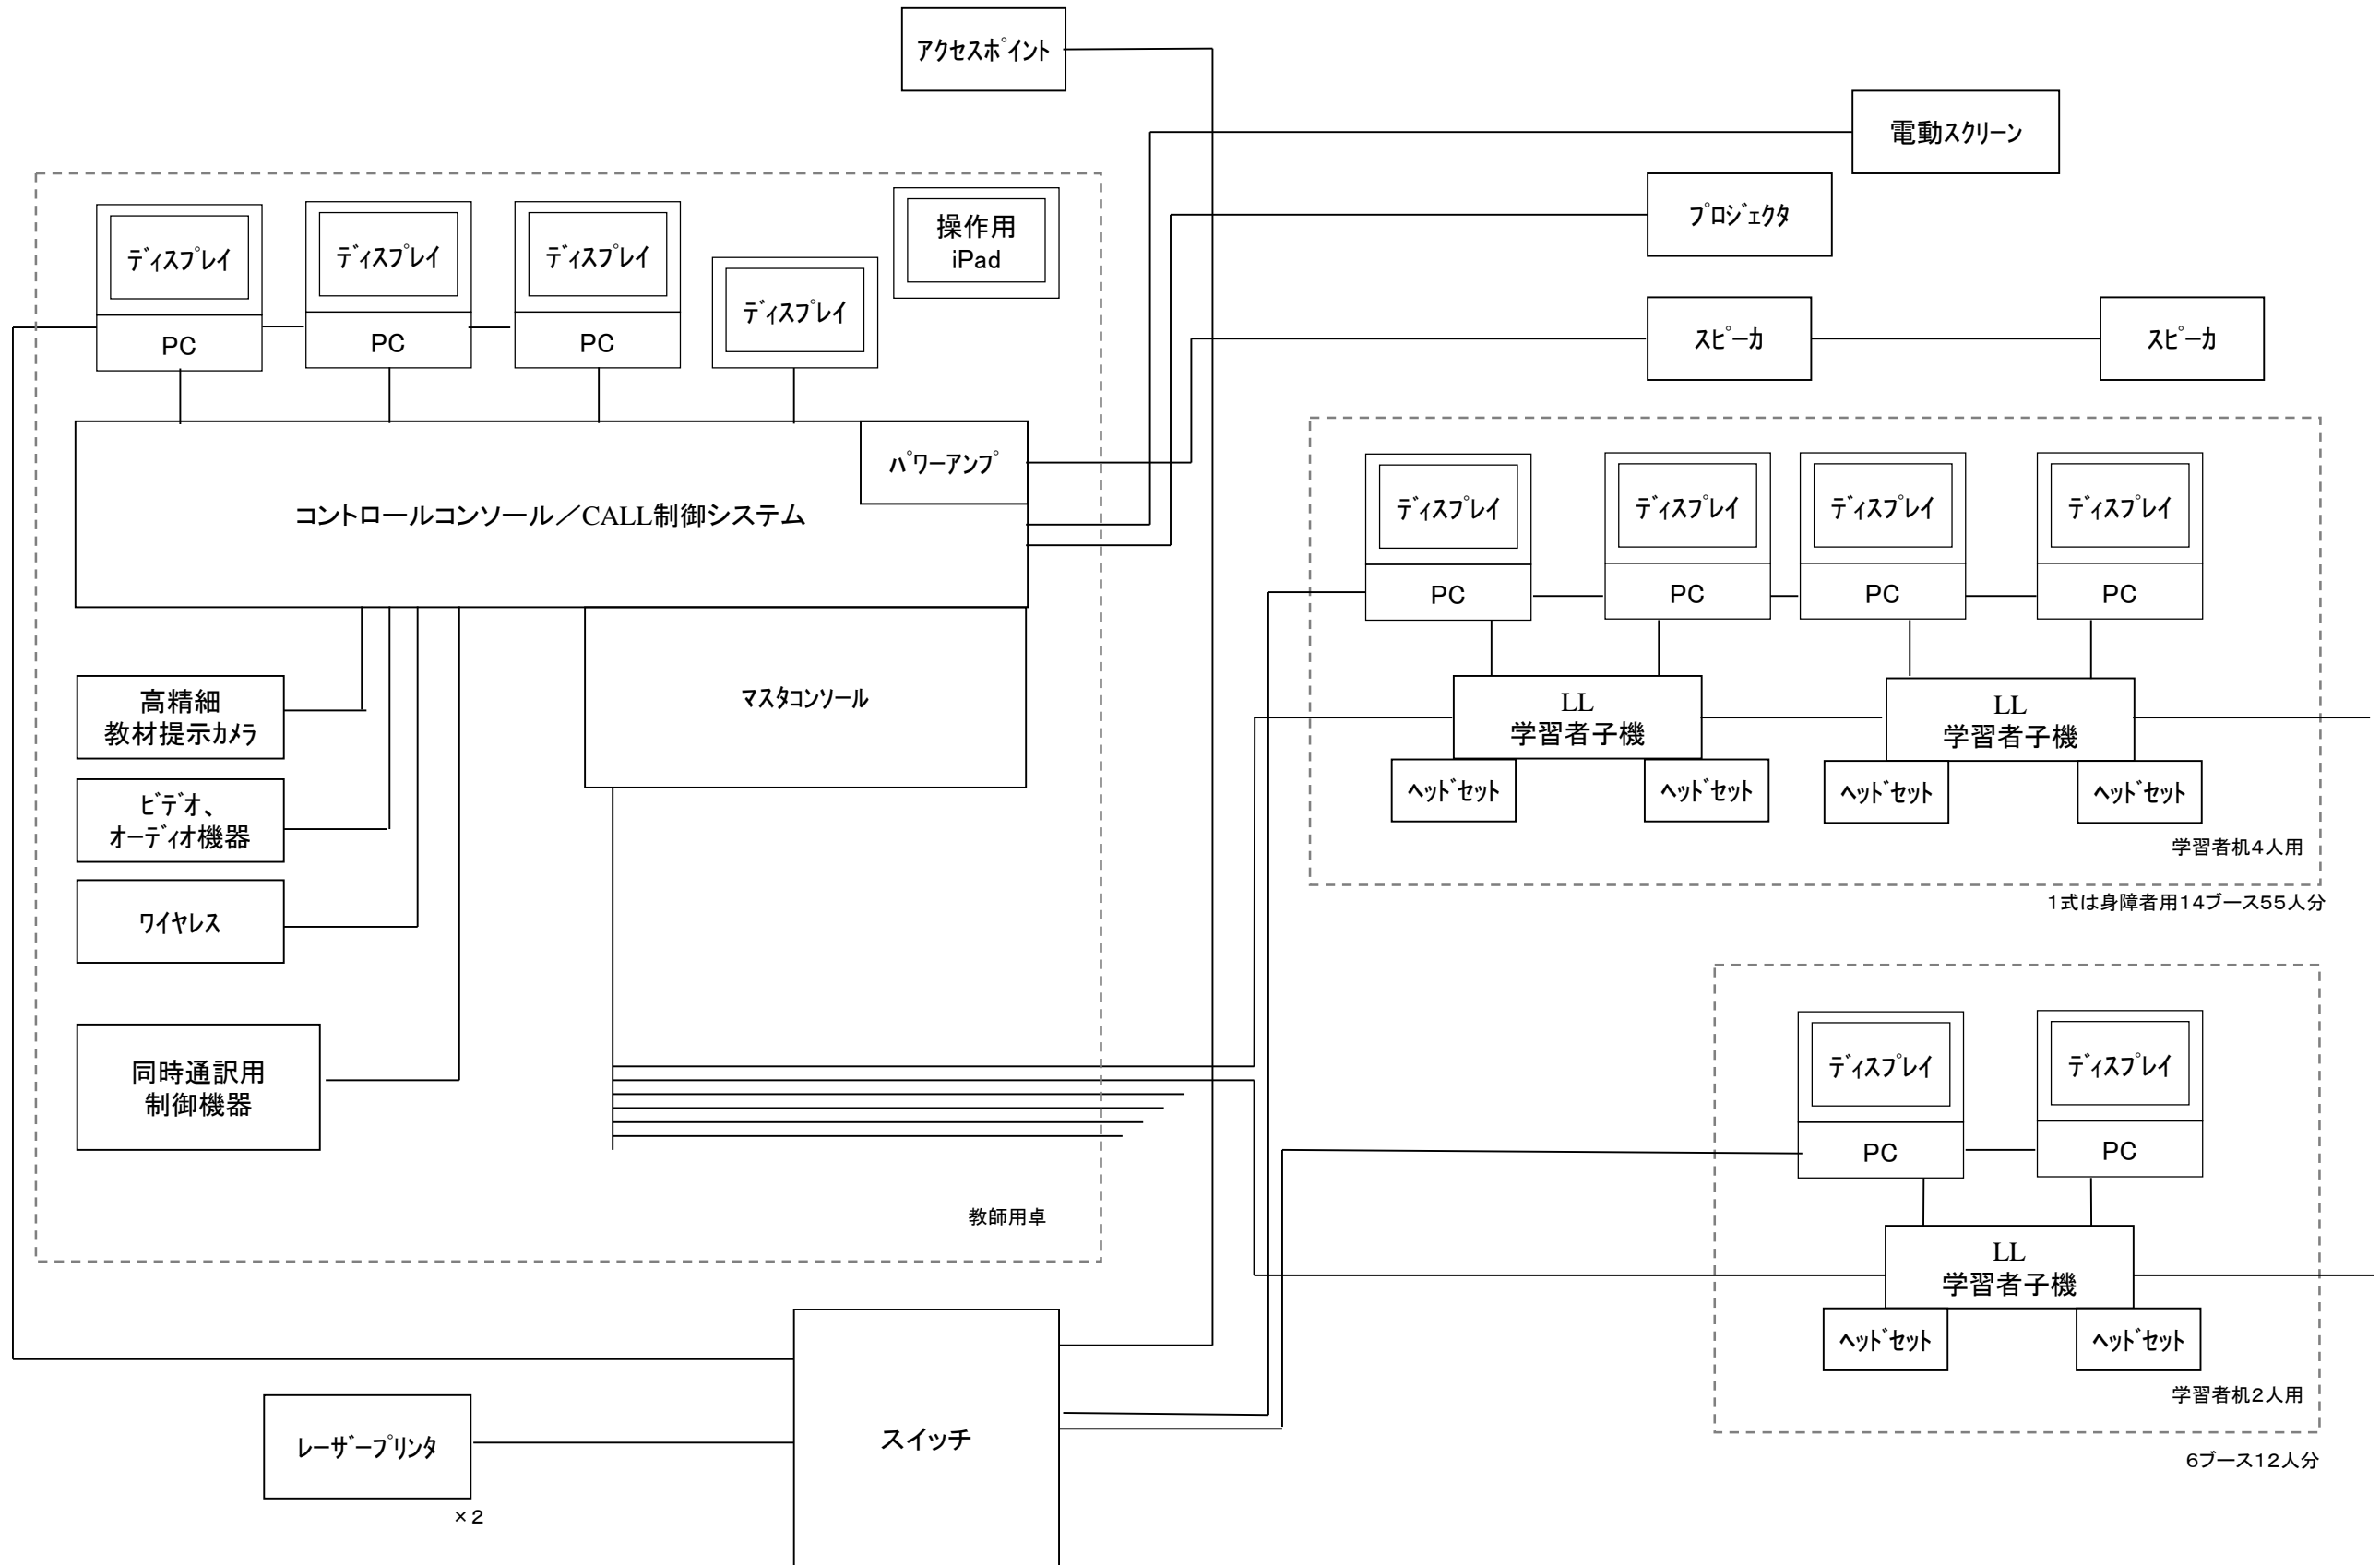 ｱｸｾｽﾎﾟｲﾝﾄ
電動ｽｸﾘｰﾝ
ﾌﾟﾛｼﾞｪｸﾀ
ｽﾋﾟｰｶ
ｽﾋﾟｰｶ
ﾃﾞｨｽﾌﾟﾚｲ
PC
ﾃﾞｨｽﾌﾟﾚｲ
PC
ﾃﾞｨｽﾌﾟﾚｲ
PC
ﾃﾞｨｽﾌﾟﾚｲ
操作用
iPad
ﾊﾟﾜｰｱﾝﾌﾟ
コントロールコンソール／CALL制御システム
ﾏｽﾀｺﾝｿｰﾙ
高精細
教材提示ｶﾒﾗ
ﾋﾞﾃﾞｵ、
ｵｰﾃﾞｨｵ機器
ﾜｲﾔﾚｽ
同時通訳用
制御機器
教師用卓
ﾃﾞｨｽﾌﾟﾚｲ
PC
ﾃﾞｨｽﾌﾟﾚｲ
PC
ﾃﾞｨｽﾌﾟﾚｲ
PC
ﾃﾞｨｽﾌﾟﾚｲ
PC
LL
学習者子機
LL
学習者子機
ﾍｯﾄﾞｾｯﾄ
ﾍｯﾄﾞｾｯﾄ
ﾍｯﾄﾞｾｯﾄ
ﾍｯﾄﾞｾｯﾄ
学習者机４人用
１式は身障者用１４ブース５５人分
ﾃﾞｨｽﾌﾟﾚｲ
PC
ﾃﾞｨｽﾌﾟﾚｲ
PC
LL
学習者子機
ﾍｯﾄﾞｾｯﾄ
ﾍｯﾄﾞｾｯﾄ
学習者机２人用
６ブース１２人分
ﾚｰｻﾞｰﾌﾟﾘﾝﾀ
×２
スイッチ